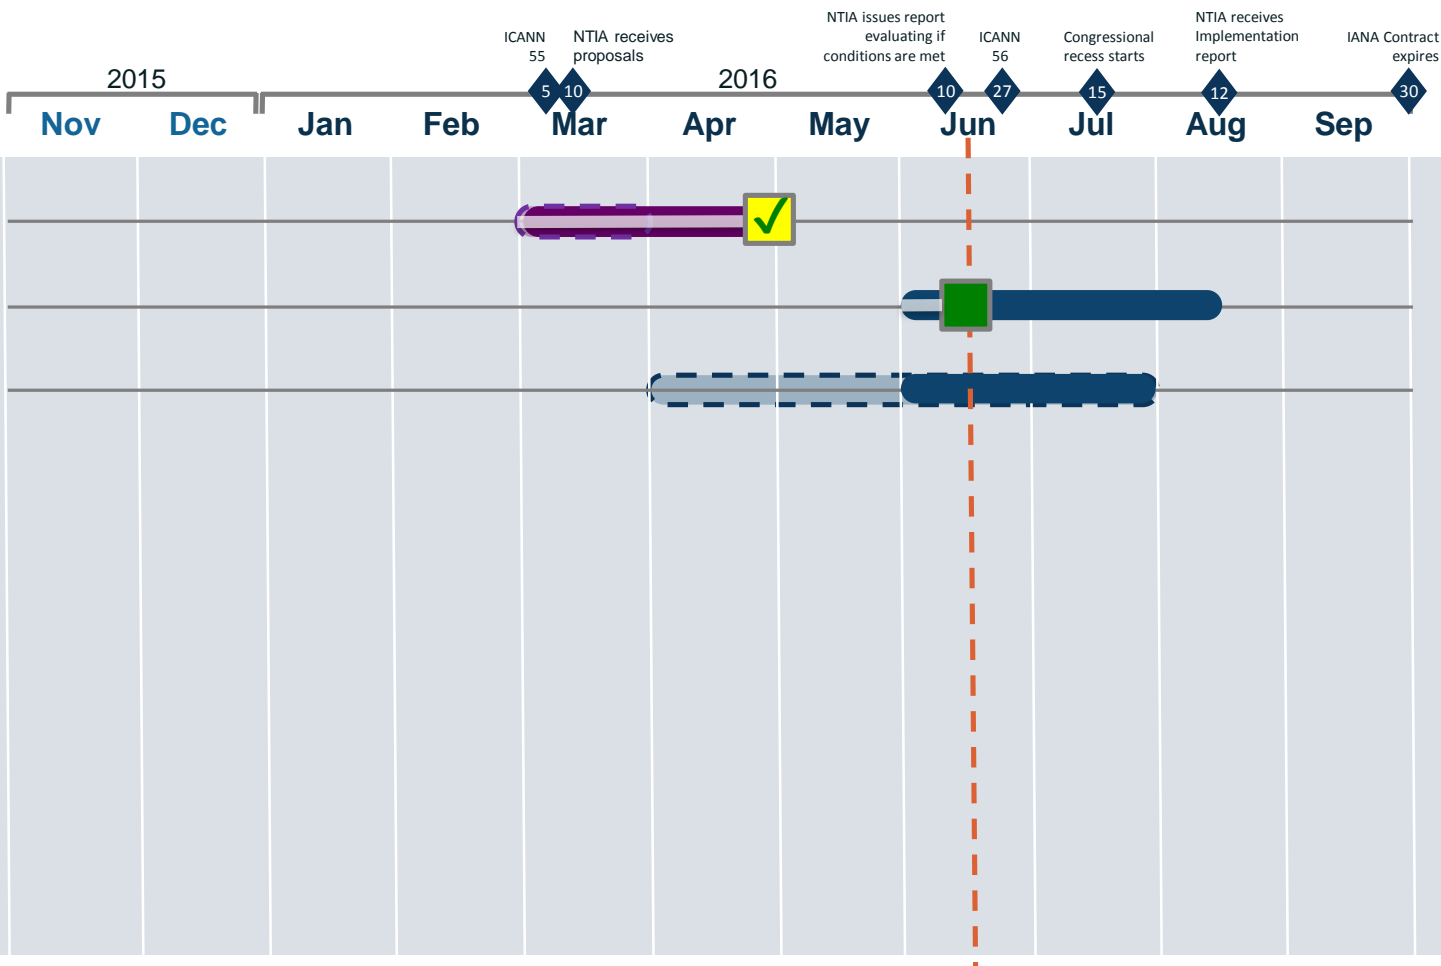 NTIA issues report
evaluating if
conditions are met
NTIA receives
Implementation
report
ICANN
55
NTIA receives
proposals
ICANN
56
Congressional
recess starts
IANA Contract
expires
2015
2016
5
10
10
27
15
12
30
Nov
Dec
Jan
Feb
Mar
Apr
May
Jun
Jul
Aug
Sep